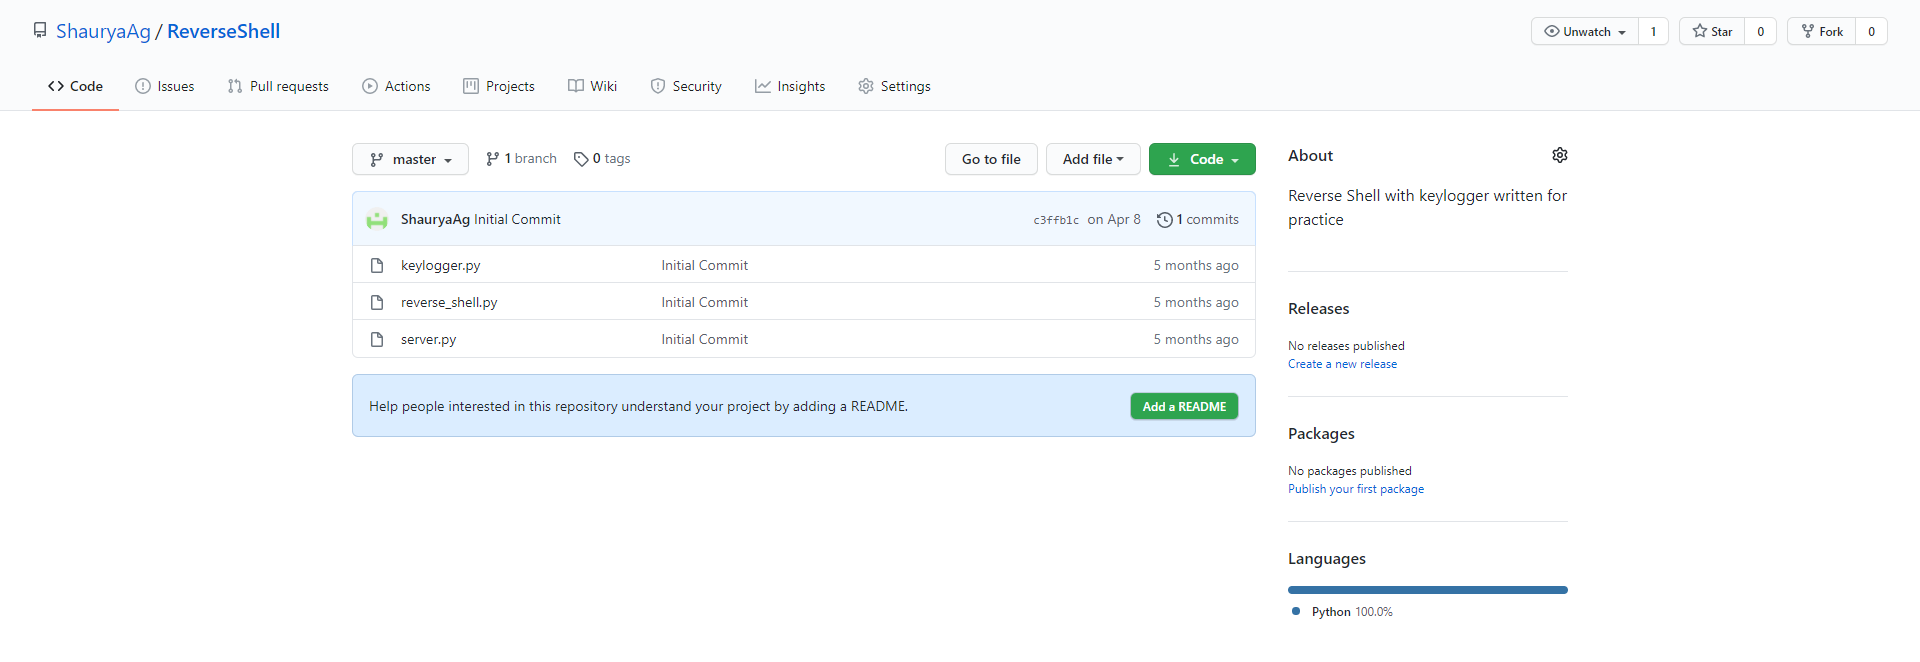 ShauryaAg / ReverseShell
Unwatch 1
Star 0
Fork 0
Code
Issues
Pull requests
Actions
Projects
Wiki
Security
Insights
Settings
master
1 branch
0 tags
Go to file
Add file
Code
ShauryaAg Initial Commit
c3ffb1c on Apr 8
1 commits
keylogger.py Initial Commit 5 months ago
reverse_shell.py Initial Commit 5 months ago
server.py Initial Commit 5 months ago
Help people interested in this repository understand your project by adding a README.
Add a README
About
Reverse Shell with keylogger written for
practice
Releases
No releases published
Create a new release
Packages
No packages published
Publish your first package
Languages
Python 100.0%